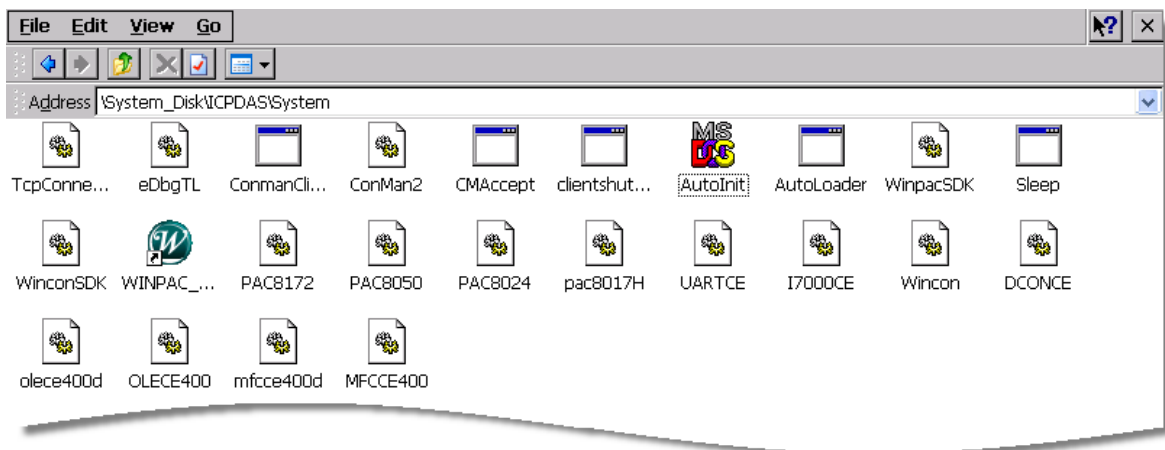 File Edit View Go
Address \System_Disk\ICPDAS\System
TcpConne... eDbgTL ConmanCli... ConMan2 CMAccept clientshut... AutoInit AutoLoader WinpacSDK Sleep
WinconSDK WINPAC_... PAC8172 PAC8050 PAC8024 pac8017H UARTCE I7000CE Wincon DCONCE
olece400d OLECE400 mfcce400d MFCCE400